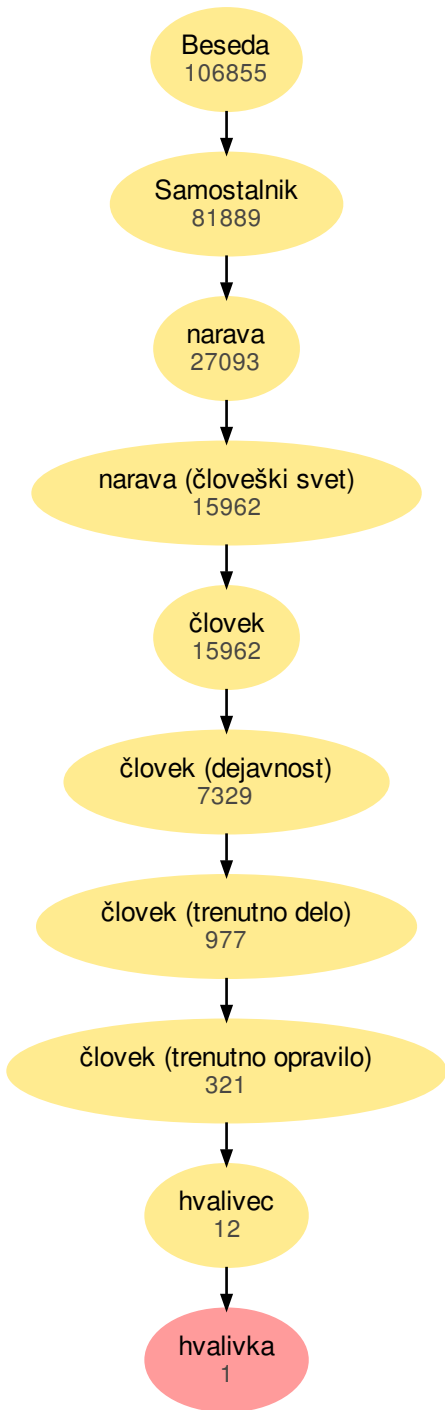 Beseda
106855
Samostalnik
81889
narava
27093
narava (človeški svet)
15962
človek
15962
človek (dejavnost)
7329
človek (trenutno delo)
977
človek (trenutno opravilo)
321
hvalivec
12
hvalivka
1